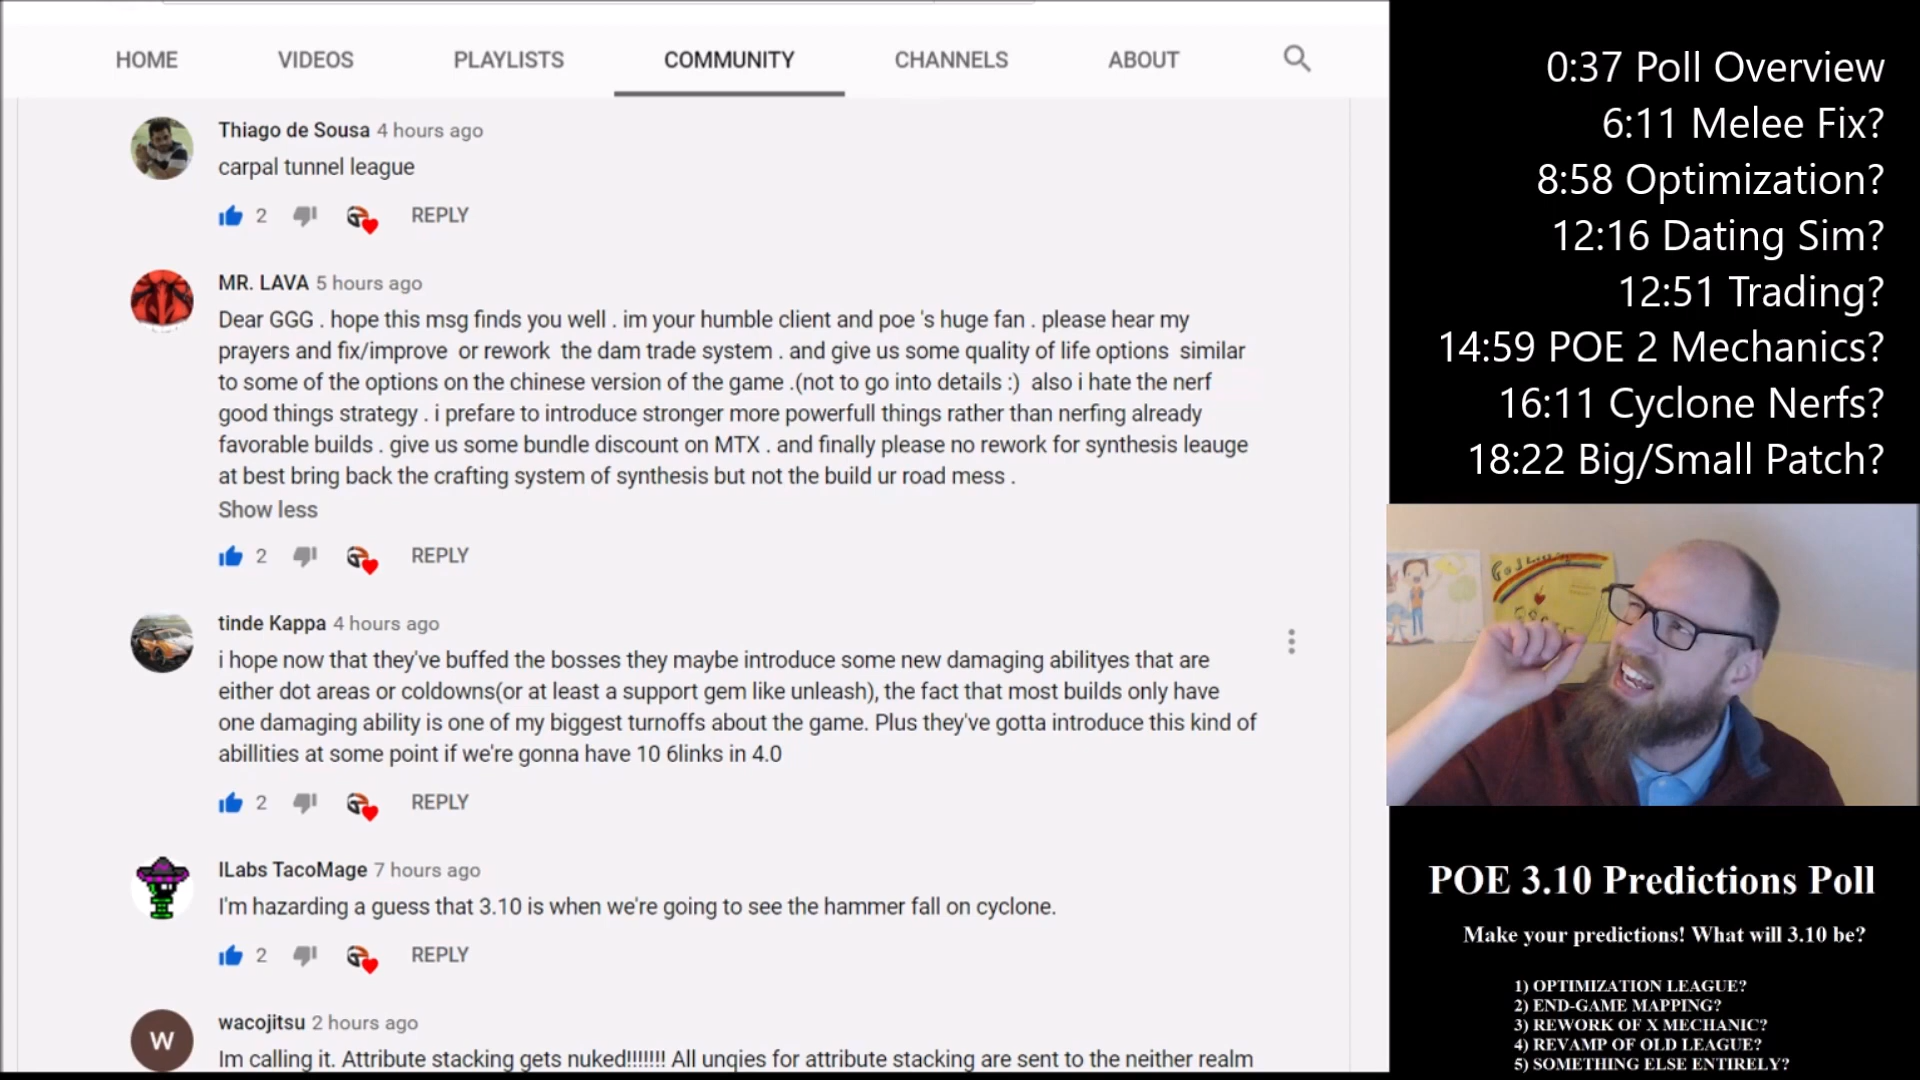 HOME VIDEOS PLAYLISTS COMMUNITY CHANNELS ABOUT
Thiago de Sousa 4 hours ago
carpal tunnel league
2 REPLY
MR. LAVA 5 hours ago
Dear GGG . hope this msg finds you well . im your humble client and poe 's huge fan . please hear my
prayers and fix/improve or rework the dam trade system . and give us some quality of life options similar
to some of the options on the chinese version of the game .(not to go into details :) also i hate the nerf
good things strategy . i prefare to introduce stronger more powerfull things rather than nerfing already
favorable builds . give us some bundle discount on MTX . and finally please no rework for synthesis leauge
at best bring back the crafting system of synthesis but not the build ur road mess .
Show less
2 REPLY
tinde Kappa 4 hours ago
i hope now that they've buffed the bosses they maybe introduce some new damaging abilityes that are
either dot areas or coldowns(or at least a support gem like unleash), the fact that most builds only have
one damaging ability is one of my biggest turnoffs about the game. Plus they've gotta introduce this kind of
abillities at some point if we're gonna have 10 6links in 4.0
2 REPLY
ILabs TacoMage 7 hours ago
I'm hazarding a guess that 3.10 is when we're going to see the hammer fall on cyclone.
2 REPLY
W
wacojitsu 2 hours ago
Im calling it. Attribute stacking gets nuked!!!!!!! All unqies for attribute stacking are sent to the neither realm
0:37 Poll Overview
6:11 Melee Fix?
8:58 Optimization?
12:16 Dating Sim?
12:51 Trading?
14:59 POE 2 Mechanics?
16:11 Cyclone Nerfs?
18:22 Big/Small Patch?
POE 3.10 Predictions Poll
Make your predictions! What will 3.10 be?
1) OPTIMIZATION LEAGUE?
2) END-GAME MAPPING?
3) REWORK OF X MECHANIC?
4) REVAMP OF OLD LEAGUE?
5) SOMETHING ELSE ENTIRELY?